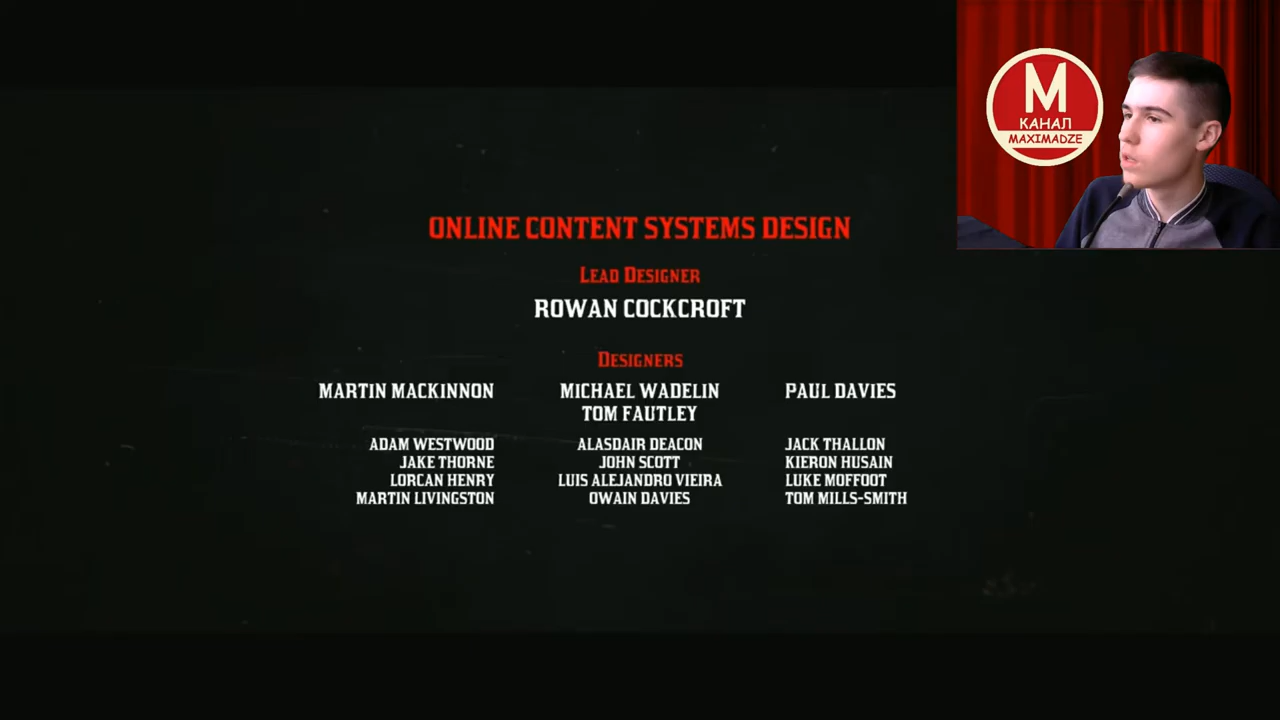 ONLINE CONTENT SYSTEMS DESIGN
LEAD DESIGNER
ROWAN COCKCROFT
DESIGNERS
MARTIN MACKINNON MICHAEL WADELIN PAUL DAVIES
TOM FAUTLEY
ADAM WESTWOOD ALASDAIR DEACON JACK THALLON
JAKE THORNE JOHN SCOTT KIERON HUSAIN
LORCAN HENRY LUIS ALEJANDRO VIEIRA LUKE MOFFOOT
MARTIN LIVINGSTON OWAIN DAVIES TOM MILLS-SMITH
М
КАНАЛ
MAXIMADZE